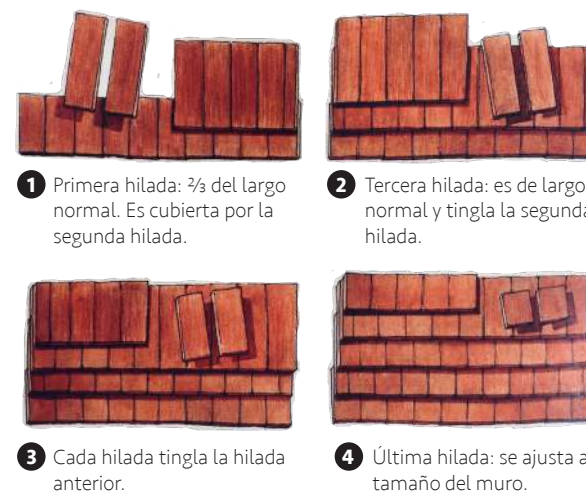 1 Primera hilada: ⅔ del largo
normal. Es cubierta por la
segunda hilada.
2 Tercera hilada: es de largo
normal y tingla la segunda
hilada.
3 Cada hilada tingla la hilada
anterior.
4 Última hilada: se ajusta a
tamaño del muro.